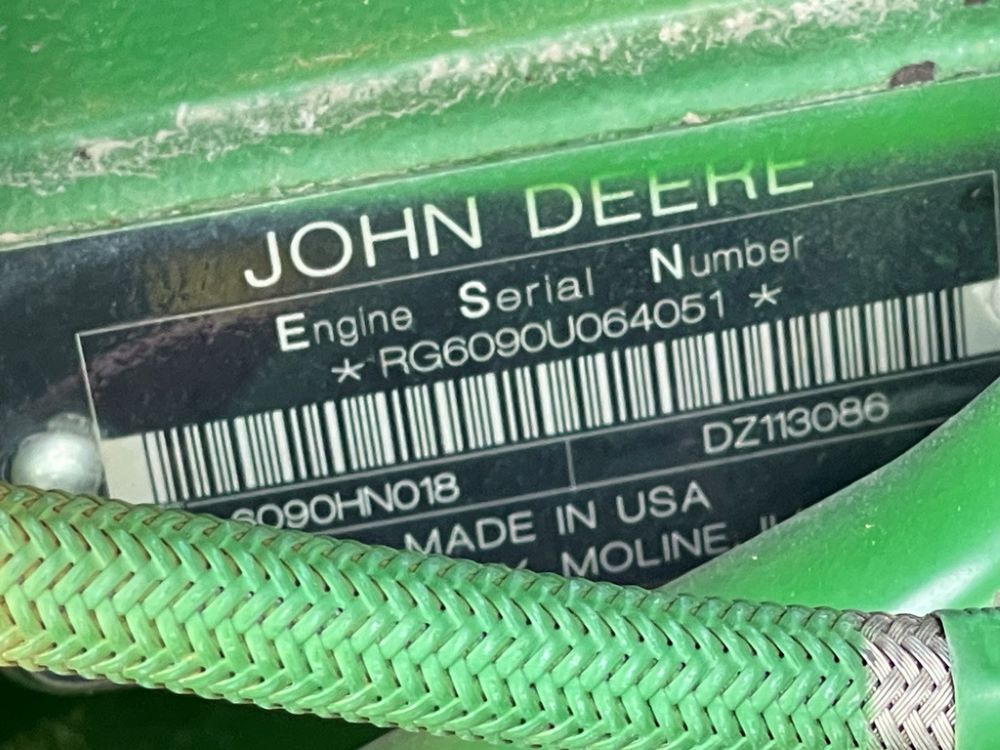 JOHN DEERE
Engine Serial Number
*RG6090U064051*
6090HN018 DZ113086
MADE IN USA
MOLINE,